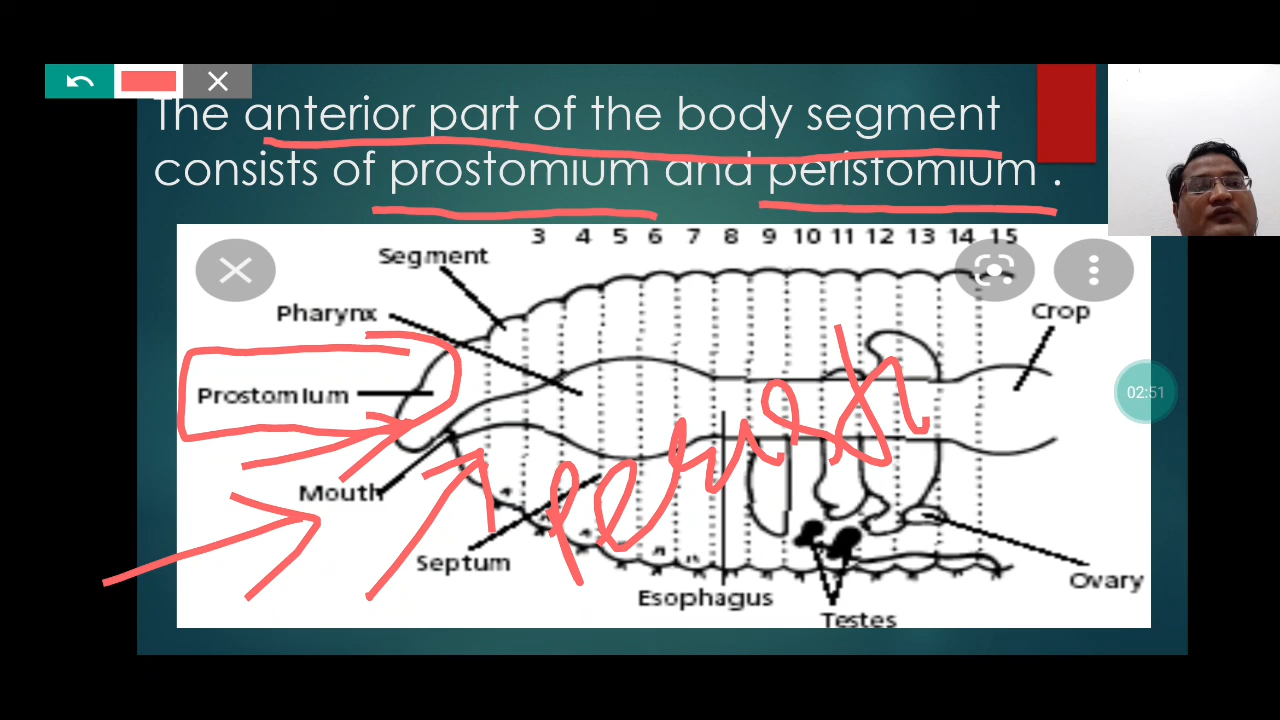 The anterior part of the body segment
consists of prostomium and peristomium .
3 4 5 6 7 8 9 10 11 12 13 14 15
Segment
Pharynx
Crop
Prostomium
02:51
Mouth
perist
Septum
Ovary
Esophagus
Testes